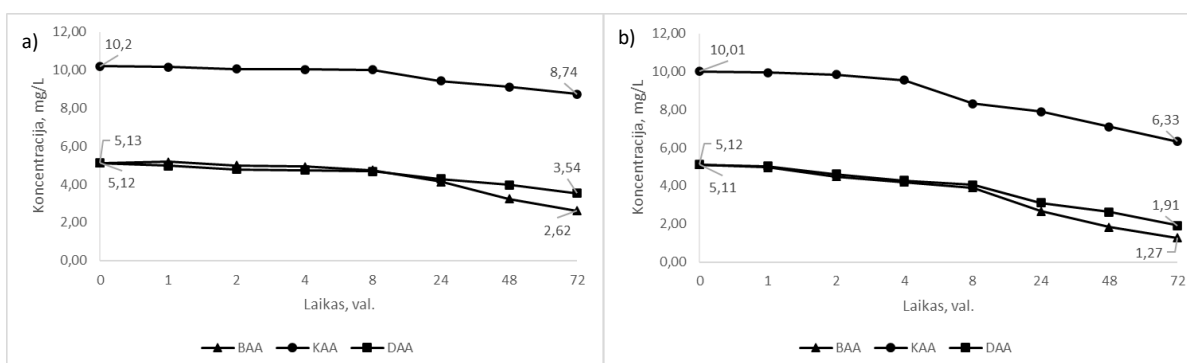 a)
Koncentracija, mg/L
12,00
10,00
8,00
6,00
4,00
2,00
0,00
10,2
8,74
5,13
5,12
3,54
2,62
0 1 2 4 8 24 48 72
Laikas, val.
BAA KAA DAA
b)
Koncentracija, mg/L
12,00
10,00
8,00
6,00
4,00
2,00
0,00
10,01
6,33
5,12
5,11
1,91
1,27
0 1 2 4 8 24 48 72
Laikas, val.
BAA KAA DAA